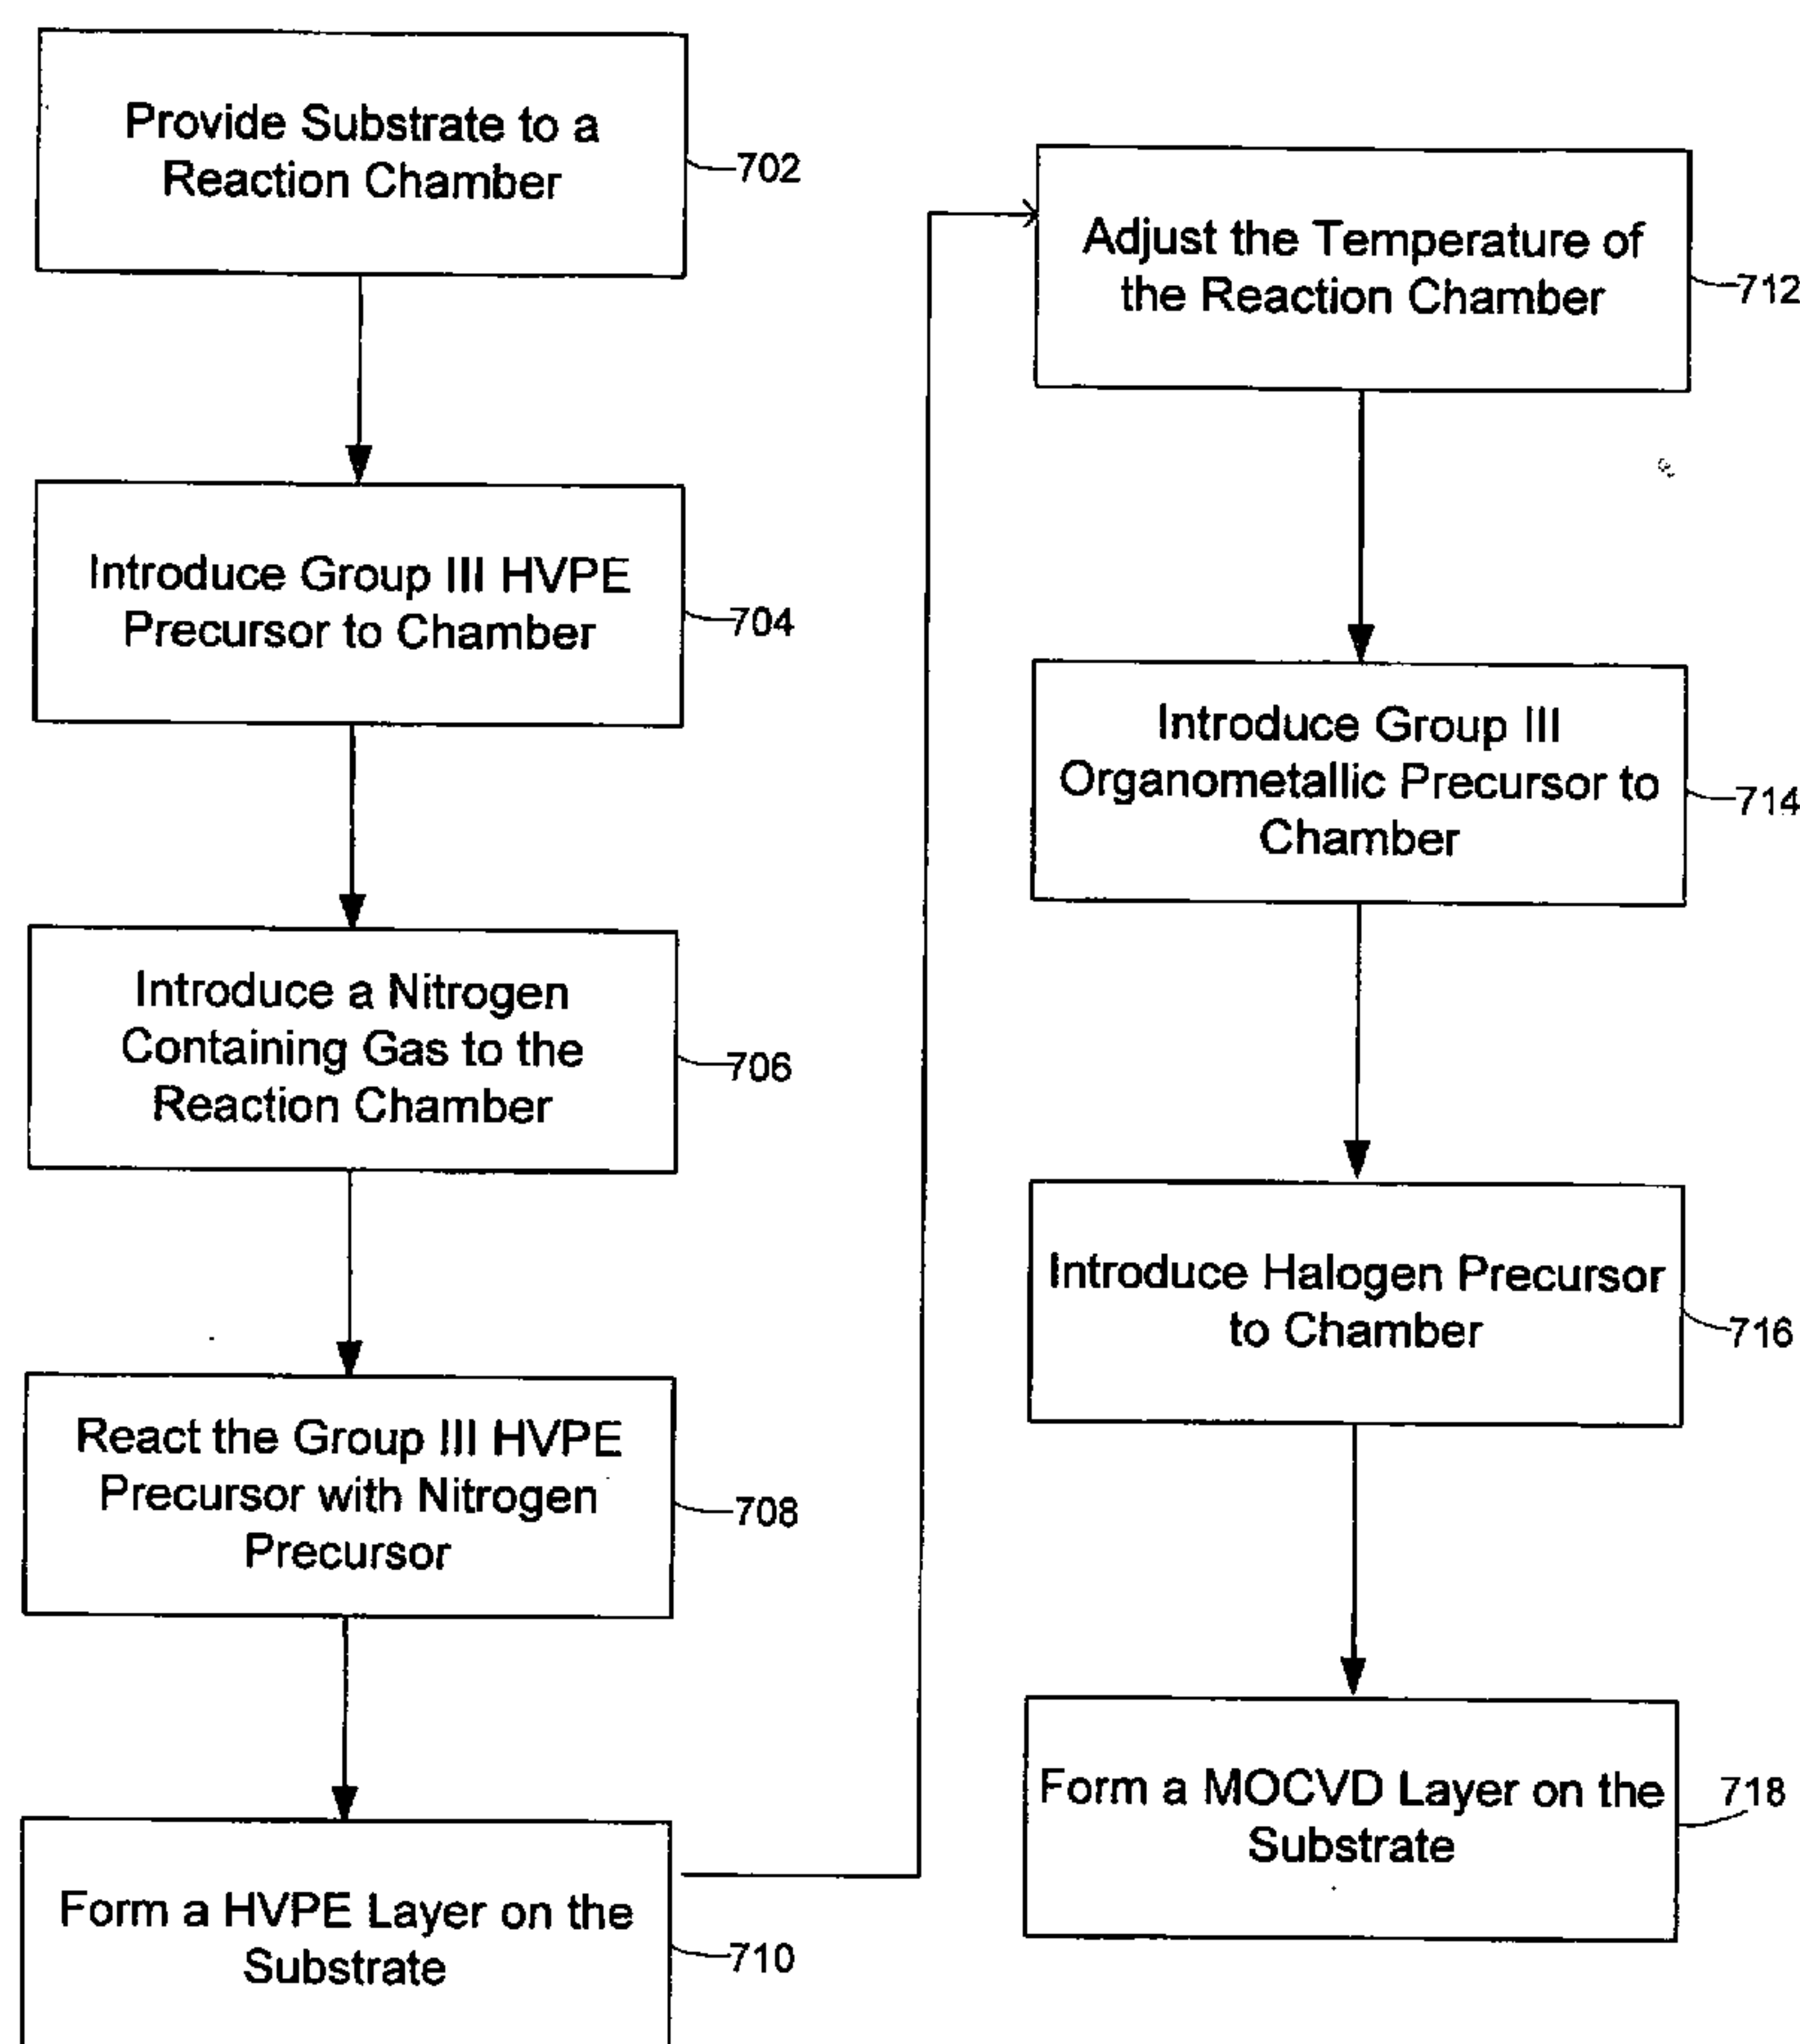 Provide Substrate to a
Reaction Chamber
702
Introduce Group III HVPE
Precursor to Chamber
704
Introduce a Nitrogen
Containing Gas to the
Reaction Chamber
706
React the Group III HVPE
Precursor with Nitrogen
Precursor
708
Form a HVPE Layer on the
Substrate
710
Adjust the Temperature of
the Reaction Chamber
712
Introduce Group III
Organometallic Precursor to
Chamber
714
Introduce Halogen Precursor
to Chamber
716
Form a MOCVD Layer on the
Substrate
718